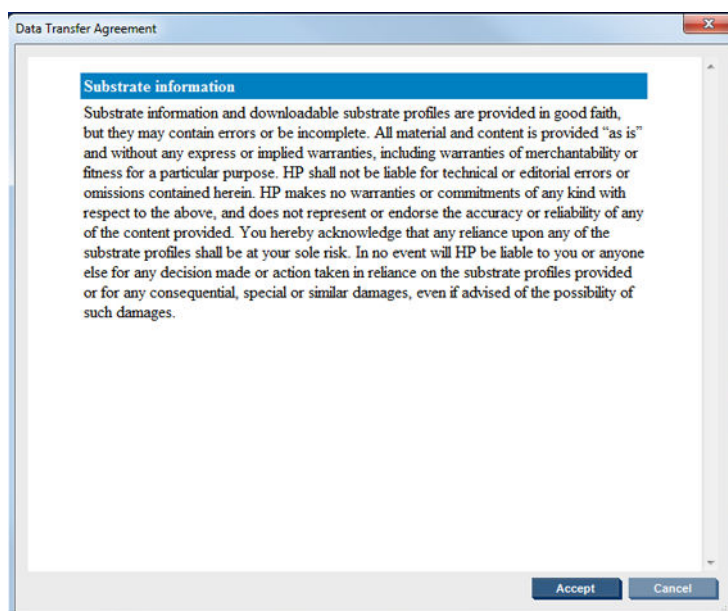 Data Transfer Agreement
Substrate information
Substrate information and downloadable substrate profiles are provided in good faith,
but they may contain errors or be incomplete. All material and content is provided “as is”
and without any express or implied warranties, including warranties of merchantability or
fitness for a particular purpose. HP shall not be liable for technical or editorial errors or
omissions contained herein. HP makes no warranties or commitments of any kind with
respect to the above, and does not represent or endorse the accuracy or reliability of any
of the content provided. You hereby acknowledge that any reliance upon any of the
substrate profiles shall be at your sole risk. In no event will HP be liable to you or anyone
else for any decision made or action taken in reliance on the substrate profiles provided
or for any consequential, special or similar damages, even if advised of the possibility of
such damages.
Accept Cancel